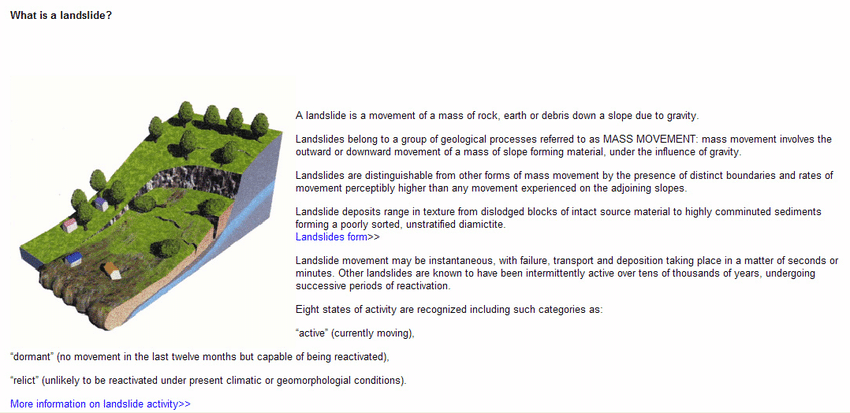 What is a landslide?
A landslide is a movement of a mass of rock, earth or debris down a slope due to gravity.
Landslides belong to a group of geological processes referred to as MASS MOVEMENT: mass movement involves the
outward or downward movement of a mass of slope forming material, under the influence of gravity.
Landslides are distinguishable from other forms of mass movement by the presence of distinct boundaries and rates of
movement perceptibly higher than any movement experienced on the adjoining slopes.
Landslide deposits range in texture from dislodged blocks of intact source material to highly comminuted sediments
forming a poorly sorted, unstratified diamictite.
Landslides form>>
Landslide movement may be instantaneous, with failure, transport and deposition taking place in a matter of seconds or
minutes. Other landslides are known to have been intermittently active over tens of thousands of years, undergoing
successive periods of reactivation.
Eight states of activity are recognized including such categories as:
“active” (currently moving),
“dormant” (no movement in the last twelve months but capable of being reactivated),
“relict” (unlikely to be reactivated under present climatic or geomorphologial conditions).
More information on landslide activity>>